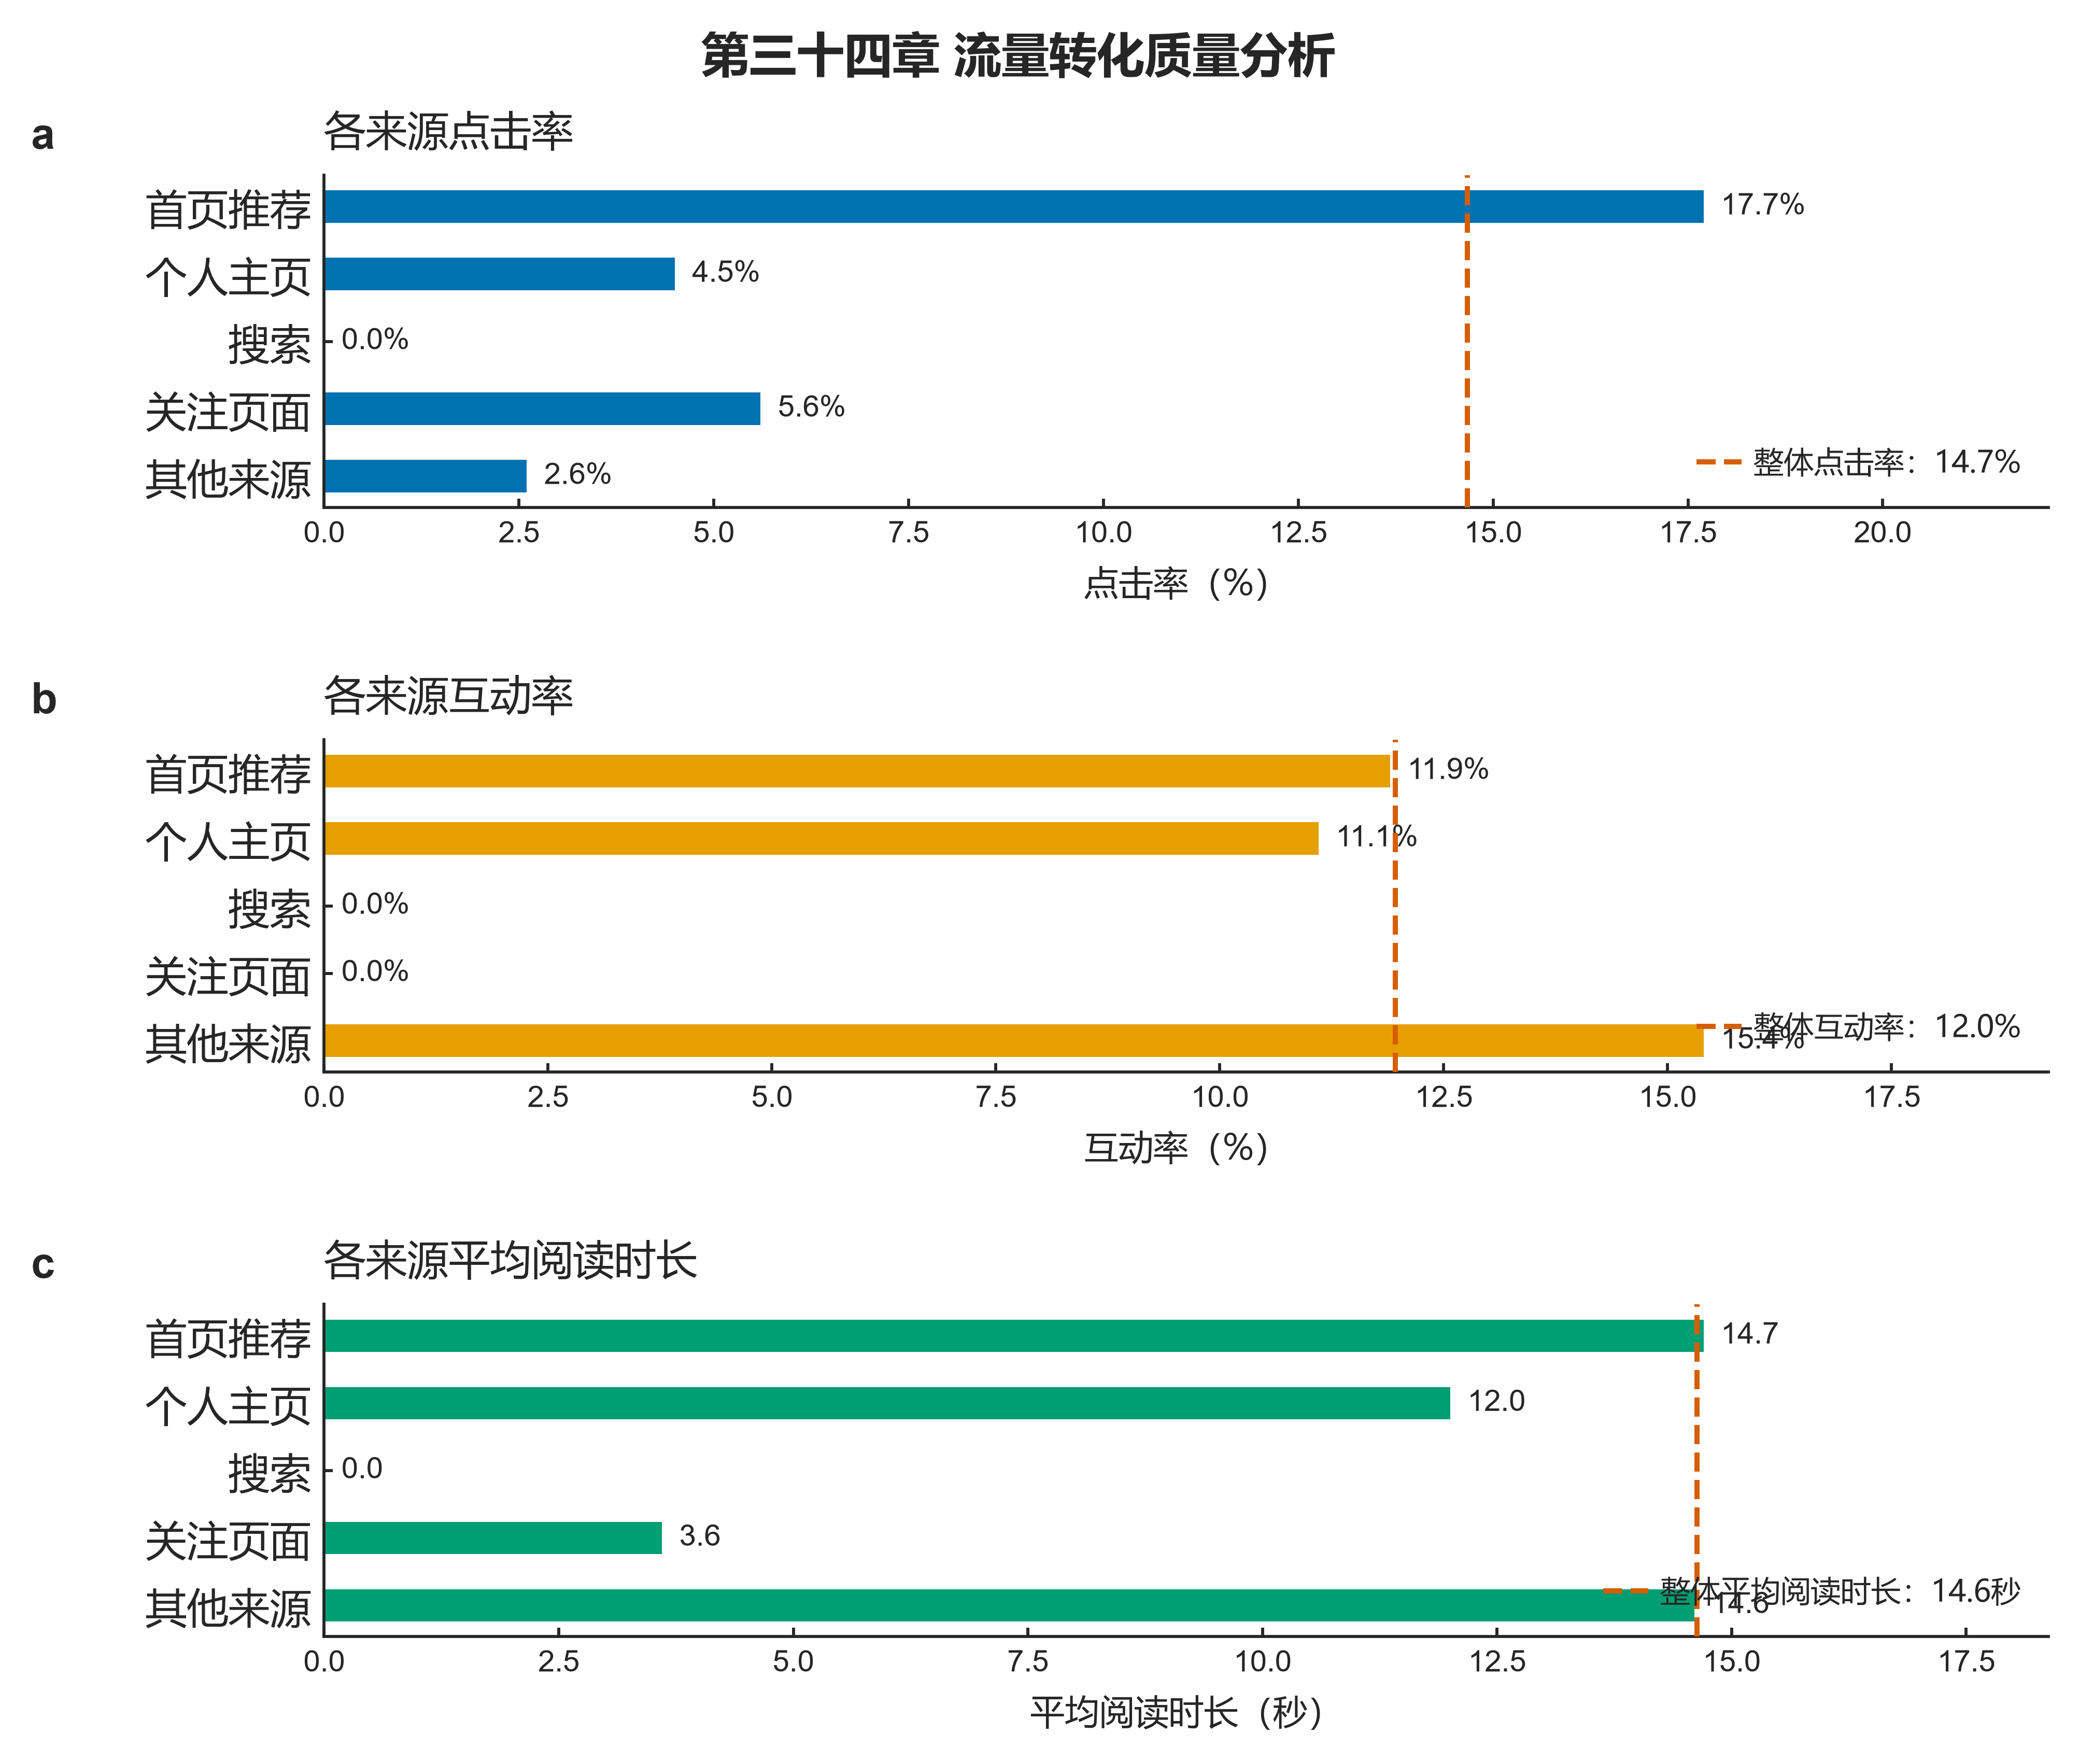 第三十四章 流量转化质量分析
a
各来源点击率
首页推荐 17.7%
个人主页 4.5%
搜索 0.0%
关注页面 5.6%
整体点击率：14.7%
其他来源 2.6%
0.0 2.5 5.0 7.5 10.0 12.5 15.0 17.5 20.0
点击率（%）
b
各来源互动率
首页推荐 11.9%
个人主页 11.1%
搜索 0.0%
关注页面 0.0%
整体互动率：12.0%
其他来源 15.4%
0.0 2.5 5.0 7.5 10.0 12.5 15.0 17.5
互动率（%）
c
各来源平均阅读时长
首页推荐 14.7
个人主页 12.0
搜索 0.0
关注页面 3.6
整体平均阅读时长：14.6秒
其他来源 14.6
0.0 2.5 5.0 7.5 10.0 12.5 15.0 17.5
平均阅读时长（秒）